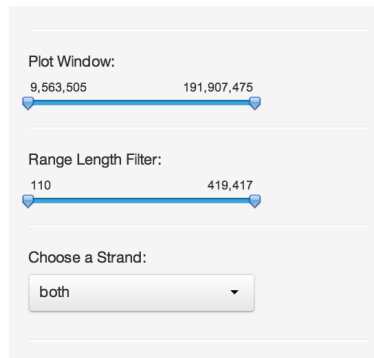 Plot Window:
9,563,505 191,907,475
Range Length Filter:
110 419,417
Choose a Strand:
both